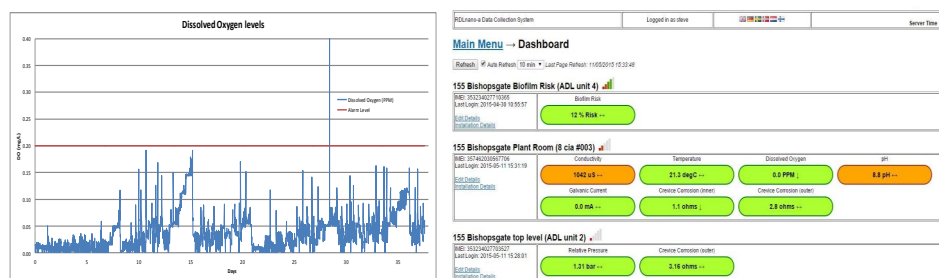 Dissolved Oxygen levels
0.40
0.35
0.30
0.25
0.20
0.15
0.10
0.05
0.00
DO (mg/L)
Dissolved Oxygen (PPM)
Alarm Level
0 5 10 15 20 25 30 35
Days
RDLnano-a Data Collection System Logged in as steve Server Time
Main Menu → Dashboard
Refresh Auto Refresh 10 min Last Page Refresh: 11/05/2015 15:33:48
155 Bishopsgate Biofilm Risk (ADL unit 4)
IMEI: 353234027719365 Biofilm Risk
Last Login: 2015-04-30 10:55:57
12 % Risk ↔
Edit Details
Installation Details
155 Bishopsgate Plant Room (8 cia #003)
IMEI: 357462030567706 Conductivity Temperature Dissolved Oxygen pH
Last Login: 2015-05-11 15:31:19
1042 uS ↔ 21.3 degC ↔ 0.0 PPM ↓ 8.8 pH ↔
Edit Details
Installation Details
Galvanic Current Crevice Corrosion (inner) Crevice Corrosion (outer)
0.0 mA ↔ 1.1 ohms ↓ 2.8 ohms ↔
155 Bishopsgate top level (ADL unit 2)
IMEI: 353234027703527 Relative Pressure Crevice Corrosion (outer)
Last Login: 2015-05-11 15:28:01
1.31 bar ↔ 3.16 ohms ↔
Edit Details
Installation Details